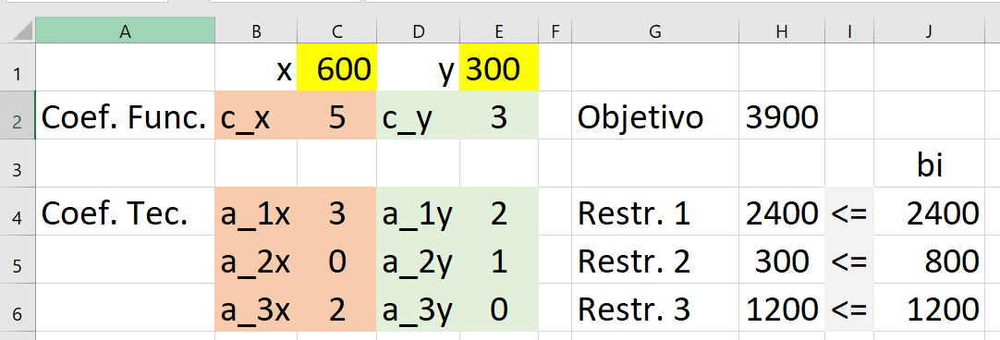 A B C D E F G H I J
1 x 600 y 300
2 Coef. Func. c_x 5 c_y 3 Objetivo 3900
3 bi
4 Coef. Tec. a_1x 3 a_1y 2 Restr. 1 2400 <= 2400
5 a_2x 0 a_2y 1 Restr. 2 300 <= 800
6 a_3x 2 a_3y 0 Restr. 3 1200 <= 1200